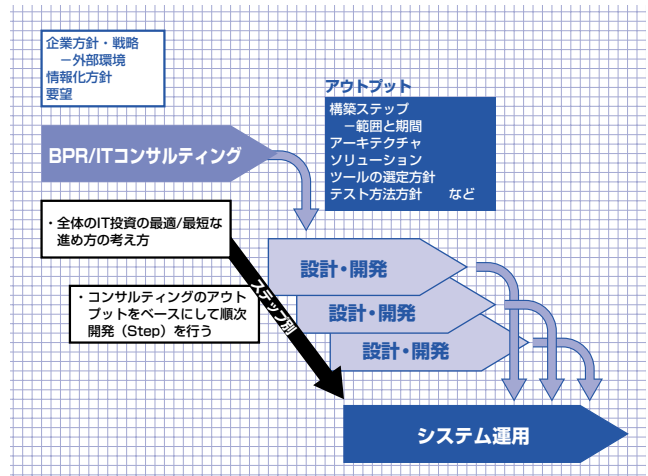 企業方針・戦略
－外部環境
情報化方針
要望
BPR/ITコンサルティング
アウトプット
構築ステップ
－範囲と期間
アーキテクチャ
ソリューション
ツールの選定方針
テスト方法方針　　など
・全体のIT投資の最適/最短な
進め方の考え方
・コンサルティングのアウト
プットをベースにして順次
開発（Step）を行う
ステップ別
設計・開発
設計・開発
設計・開発
システム運用